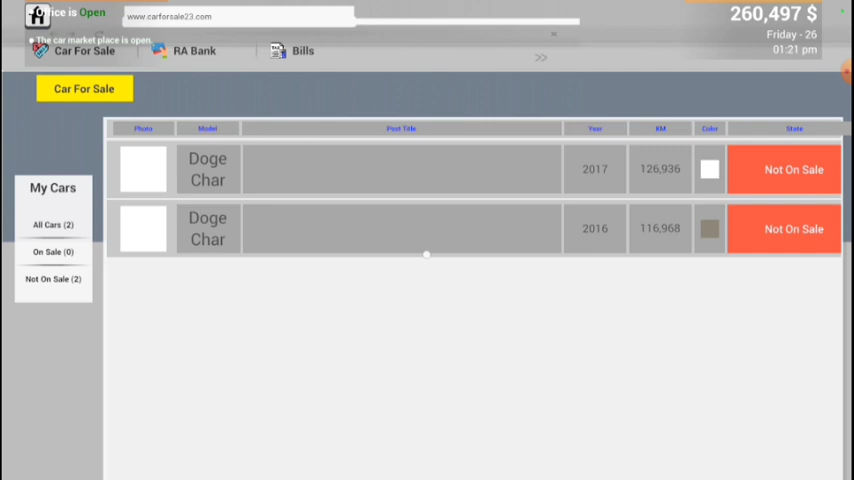 Office is Open
www.carforsale23.com
260,497 $
Friday - 26
01:21 pm
The car market place is open.
Car For Sale
RA Bank
Bills
>>
Car For Sale
Photo
Model
Post Title
Year
KM
Color
State
Doge
Char
2017
126,936
Not On Sale
Doge
Char
2016
116,968
Not On Sale
My Cars
All Cars (2)
On Sale (0)
Not On Sale (2)